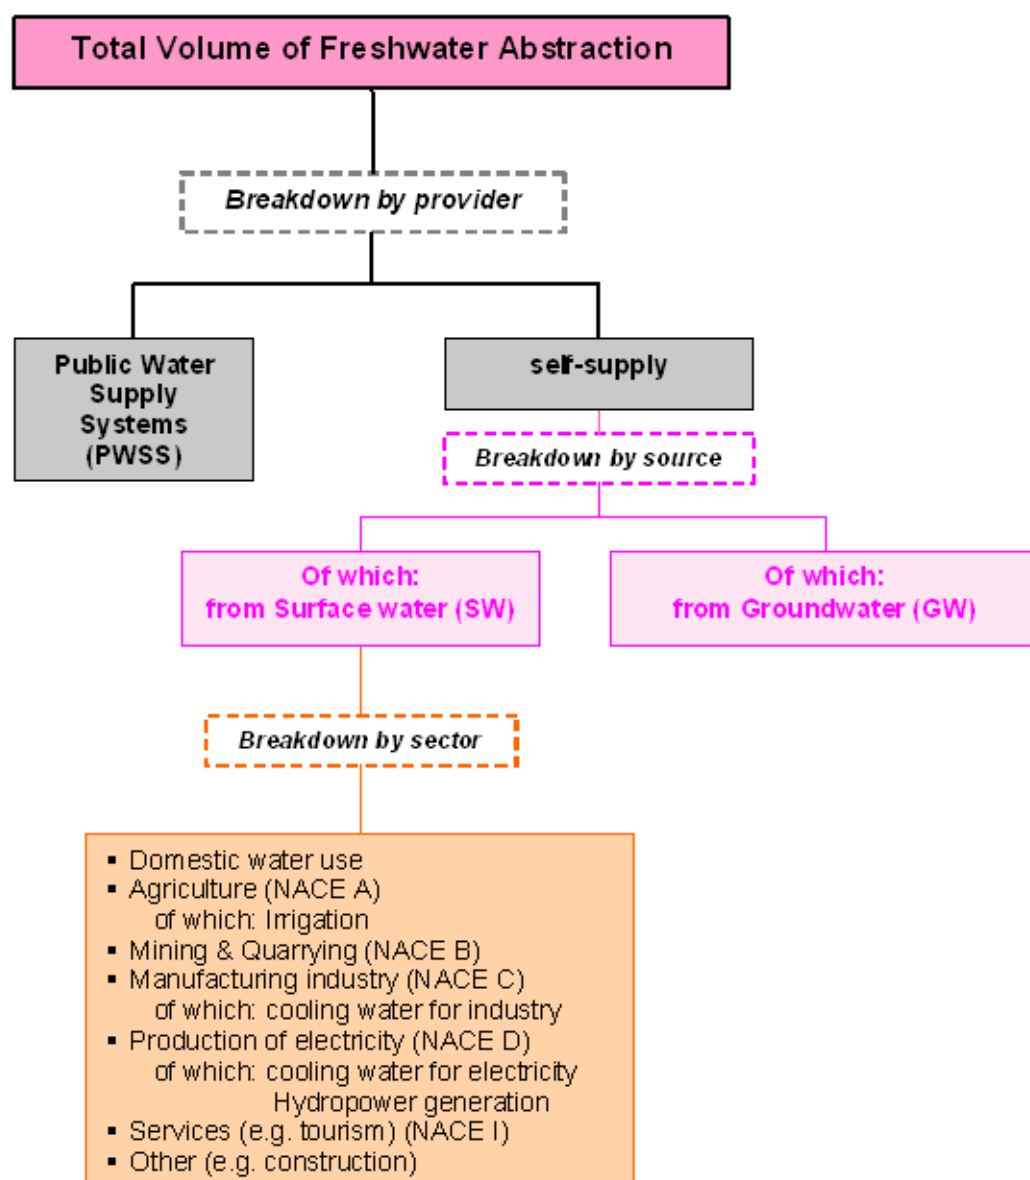 Total Volume of Freshwater Abstraction
Breakdown by provider
Public Water
Supply
Systems
(PWSS)
self-supply
Breakdown by source
Of which:
from Surface water (SW)
Of which:
from Groundwater (GW)
Breakdown by sector
▪ Domestic water use
▪ Agriculture (NACE A)
of which: Irrigation
▪ Mining & Quarrying (NACE B)
▪ Manufacturing industry (NACE C)
of which: cooling water for industry
▪ Production of electricity (NACE D)
of which: cooling water for electricity
Hydropower generation
▪ Services (e.g. tourism) (NACE I)
▪ Other (e.g. construction)